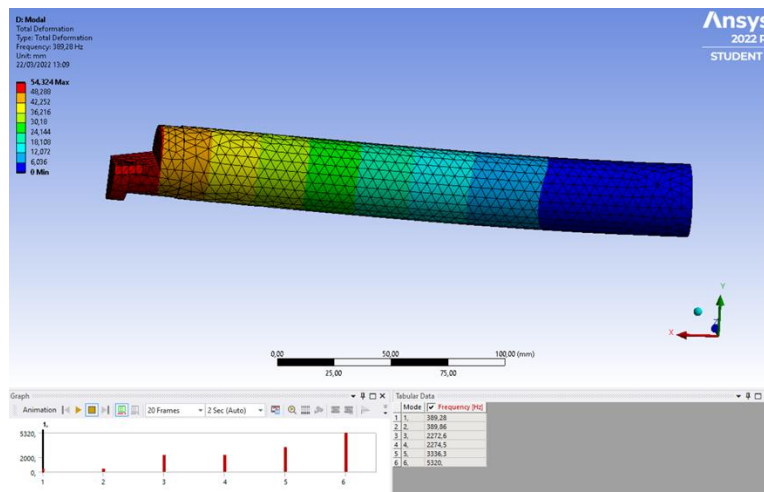 D: Modal
Total Deformation
Type: Total Deformation
Frequency: 389,28 Hz
Unit: mm
22/03/2022 13:09
54,324 Max
48,288
42,252
36,216
30,18
24,144
18,108
12,072
6,036
0 Min
Ansys
2022
STUDENT
Y
X
0,00
50,00
100,00 (mm)
25,00
75,00
Graph
Animation
20 Frames
2 Sec (Auto)
1,
5320,
2000,
0,
1
2
3
4
5
6
Tabular Data
Mode Frequency [Hz]
1 1, 389,28
2 2, 389,86
3 3, 2272,6
4 4, 2274,5
5 5, 3336,3
6 6, 5320,